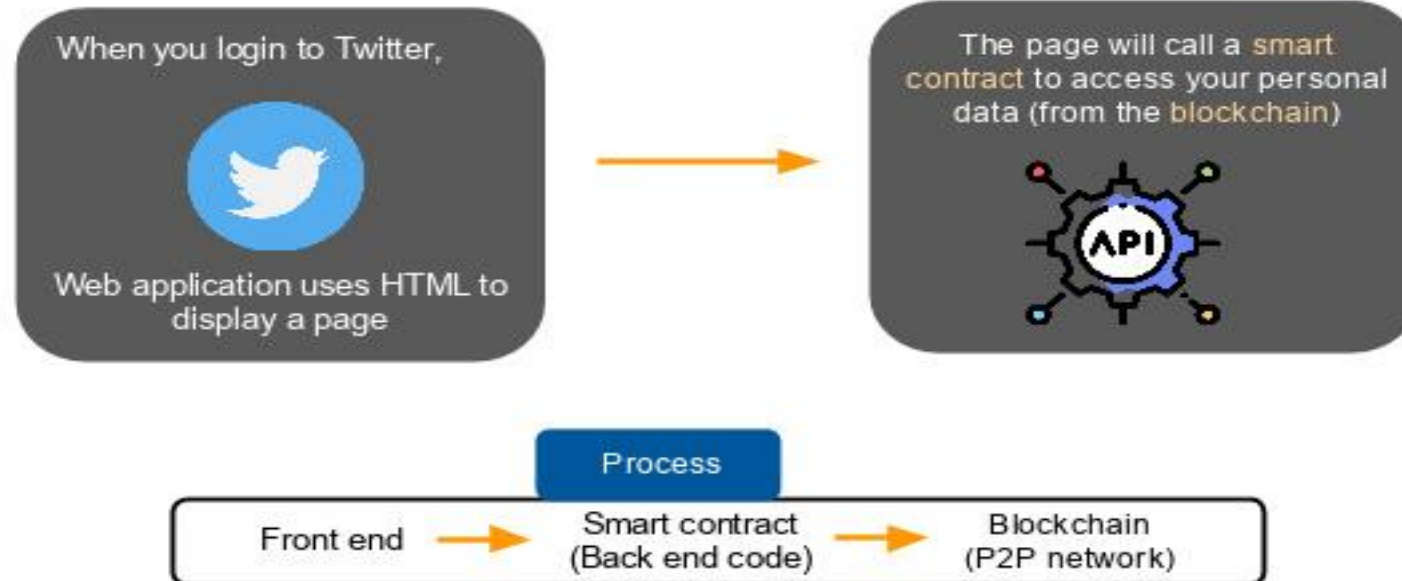 When you login to Twitter,
Web application uses HTML to
display a page
The page will call a smart
contract to access your personal
data (from the blockchain)
API
Process
Front end
Smart contract
(Back end code)
Blockchain
(P2P network)